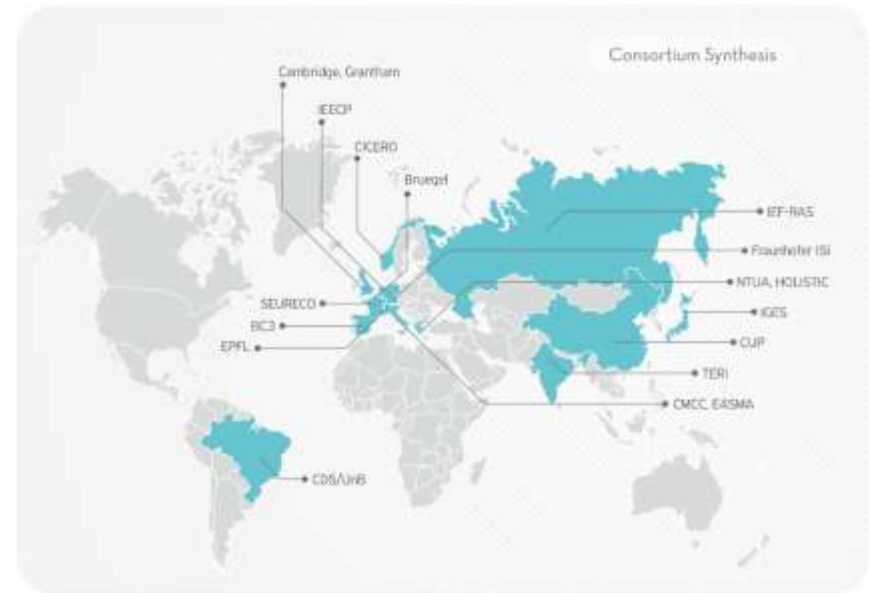 Consortium Synthesis
Cambridge, Grantham
IEECP
CICERO
Bruegel
IEF-RAS
Fraunhofer ISI
NTUA, HOLISTIC
SEURECO
IGES
BC3
CUP
EPFL
TERI
CMCC, E4SMA
CDS/UnB